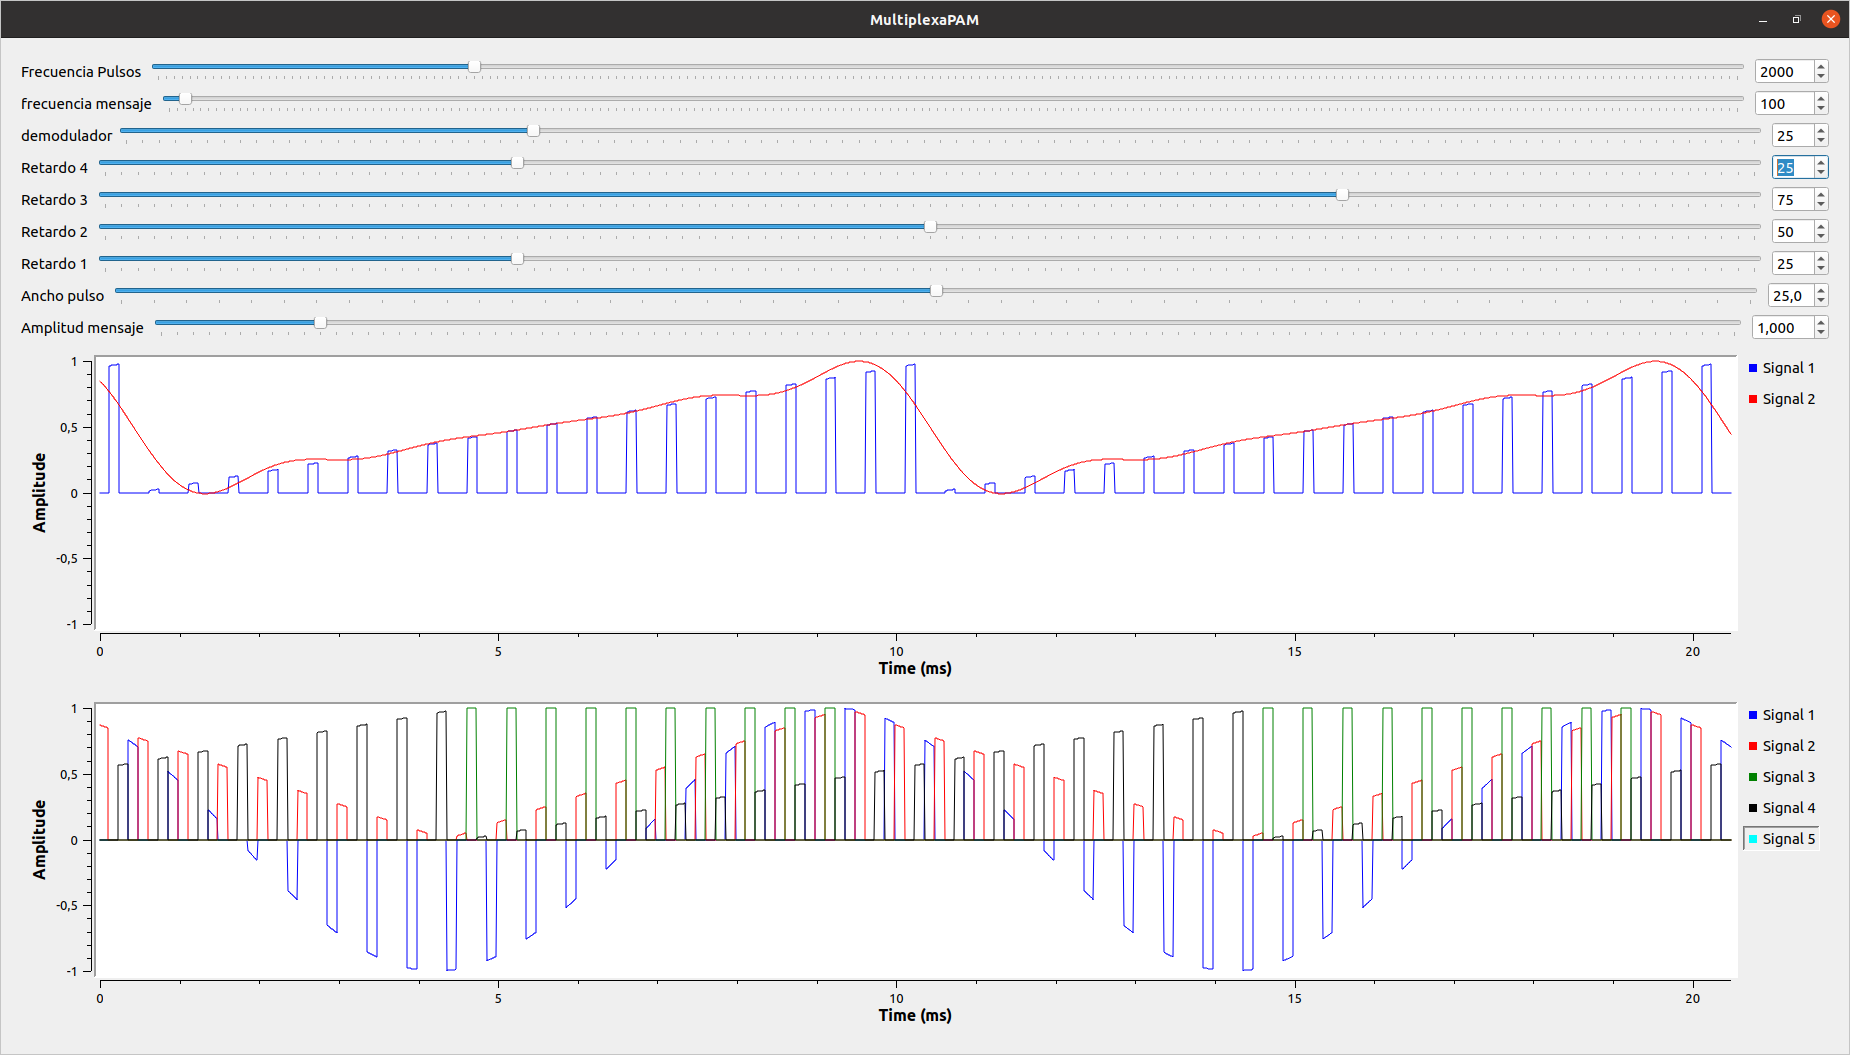 MultiplexaPAM
Frecuencia Pulsos 2000
frecuencia mensaje 100
demodulador 25
Retardo 4 25
Retardo 3 75
Retardo 2 50
Retardo 1 25
Ancho pulso 25,0
Amplitud mensaje 1,000
1
0,5
0
-0,5
-1
Amplitude
0 5 10 15 20
Time (ms)
Signal 1
Signal 2
1
0,5
0
-0,5
-1
Amplitude
0 5 10 15 20
Time (ms)
Signal 1
Signal 2
Signal 3
Signal 4
Signal 5